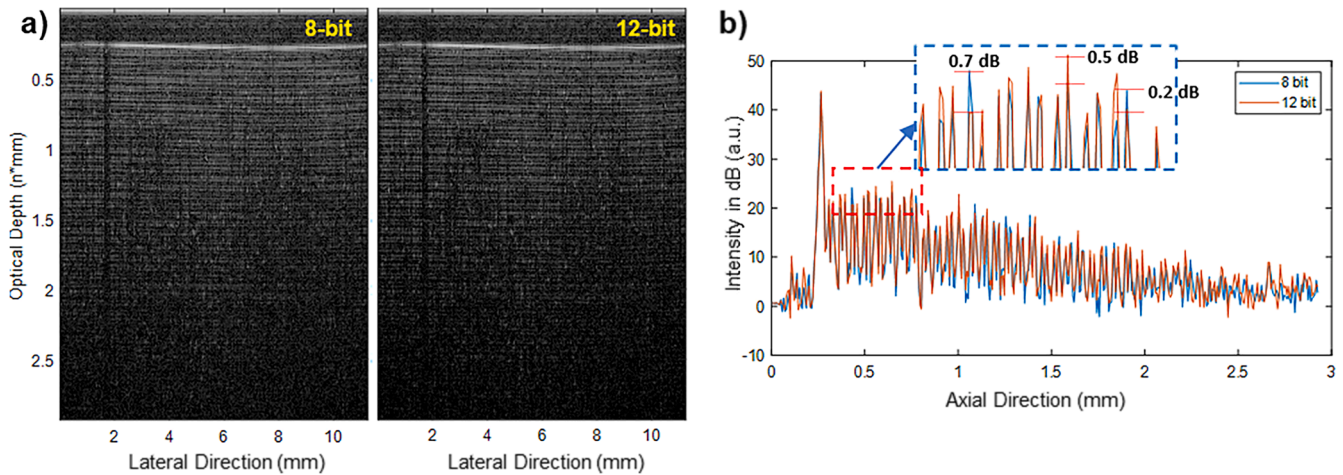 a)
8-bit
12-bit
0.5
1
1.5
2
2.5
Optical Depth (n*mm)
2 4 6 8 10
2 4 6 8 10
Lateral Direction (mm)
Lateral Direction (mm)
b)
50
40
30
20
10
0
-10
Intensity in dB (a.u.)
0.7 dB
0.5 dB
0.2 dB
8 bit
12 bit
0 0.5 1 1.5 2 2.5 3
Axial Direction (mm)